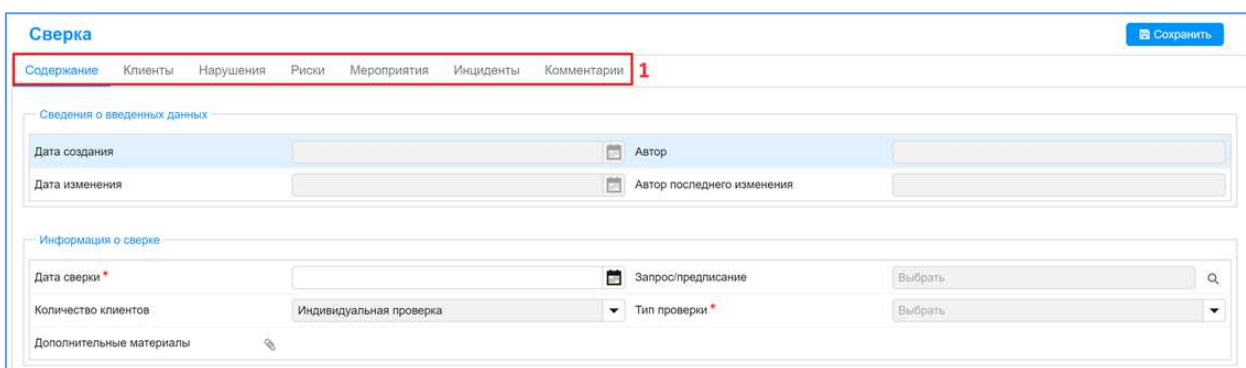 Сверка
Сохранить
Содержание Клиенты Нарушения Риски Мероприятия Инциденты Комментарии 1
Сведения о введенных данных
Дата создания Автор
Дата изменения Автор последнего изменения
Информация о сверке
Дата сверки * Запрос/предписание Выбрать
Количество клиентов Индивидуальная проверка Тип проверки * Выбрать
Дополнительные материалы